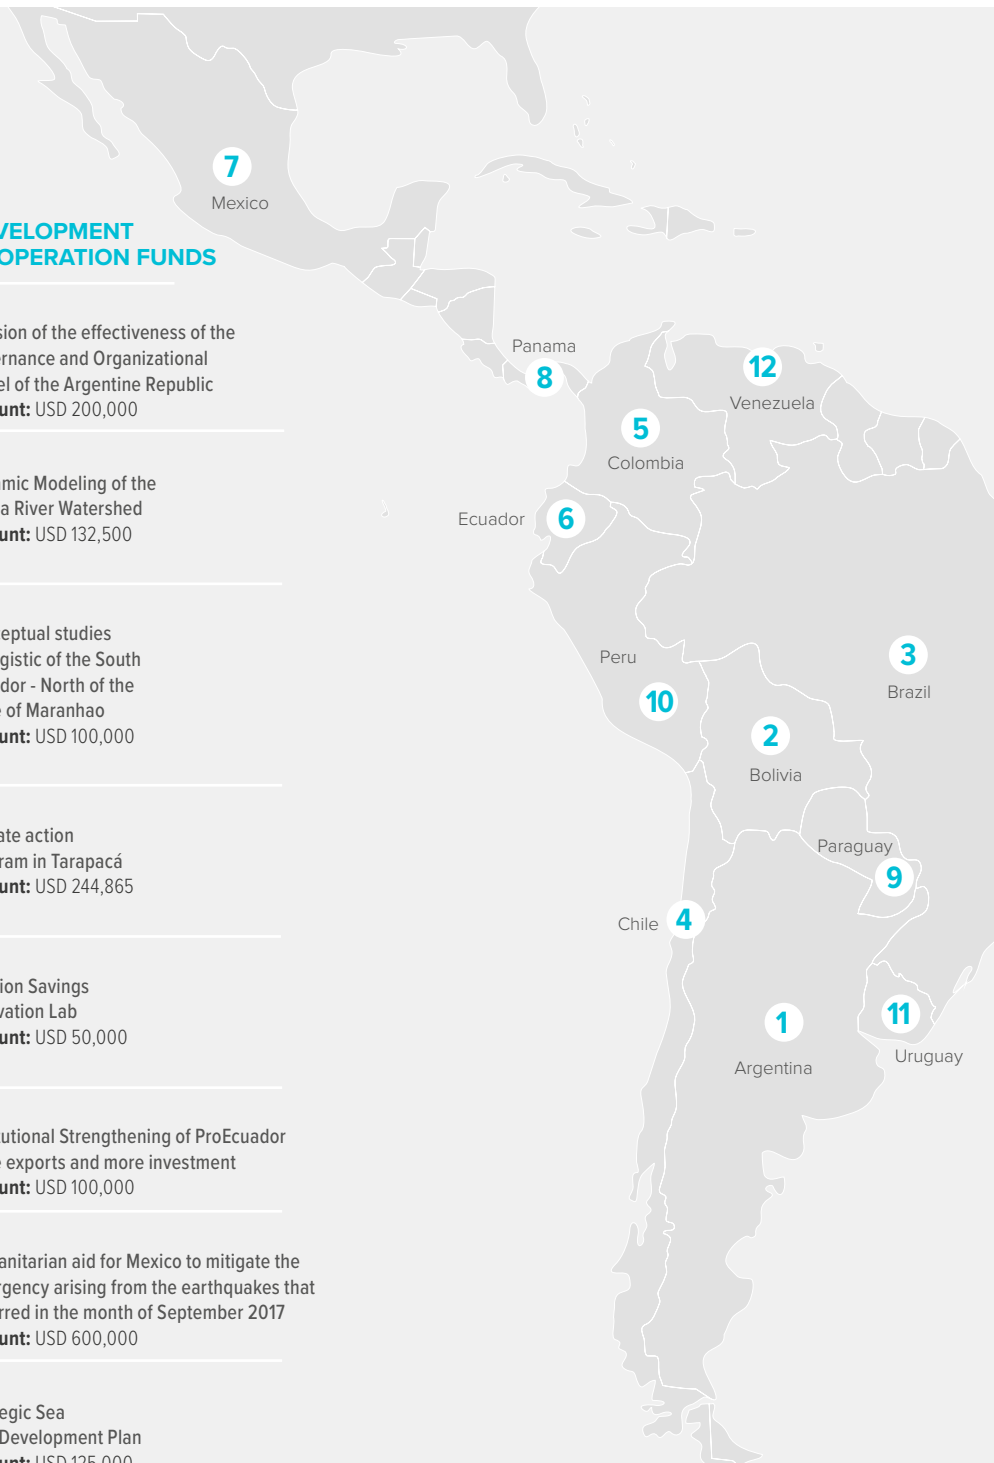 7
Mexico
VELOPMENT
OPERATION FUNDS
sion of the effectiveness of the
ernance and Organizational
el of the Argentine Republic
unt: USD 200,000
mic Modeling of the
a River Watershed
unt: USD 132,500
eptual studies
gistic of the South
dor - North of the
e of Maranhao
unt: USD 100,000
ate action
ram in Tarapacá
unt: USD 244,865
ion Savings
vation Lab
unt: USD 50,000
tutional Strengthening of ProEcuador
e exports and more investment
unt: USD 100,000
anitarian aid for Mexico to mitigate the
rgency arising from the earthquakes that
rred in the month of September 2017
unt: USD 600,000
egic Sea
Development Plan
unt: USD 125,000
Panama
8
12
Venezuela
5
Colombia
Ecuador 6
3
Brazil
Peru
10
2
Bolivia
Paraguay
9
Chile 4
1
Argentina
11
Uruguay